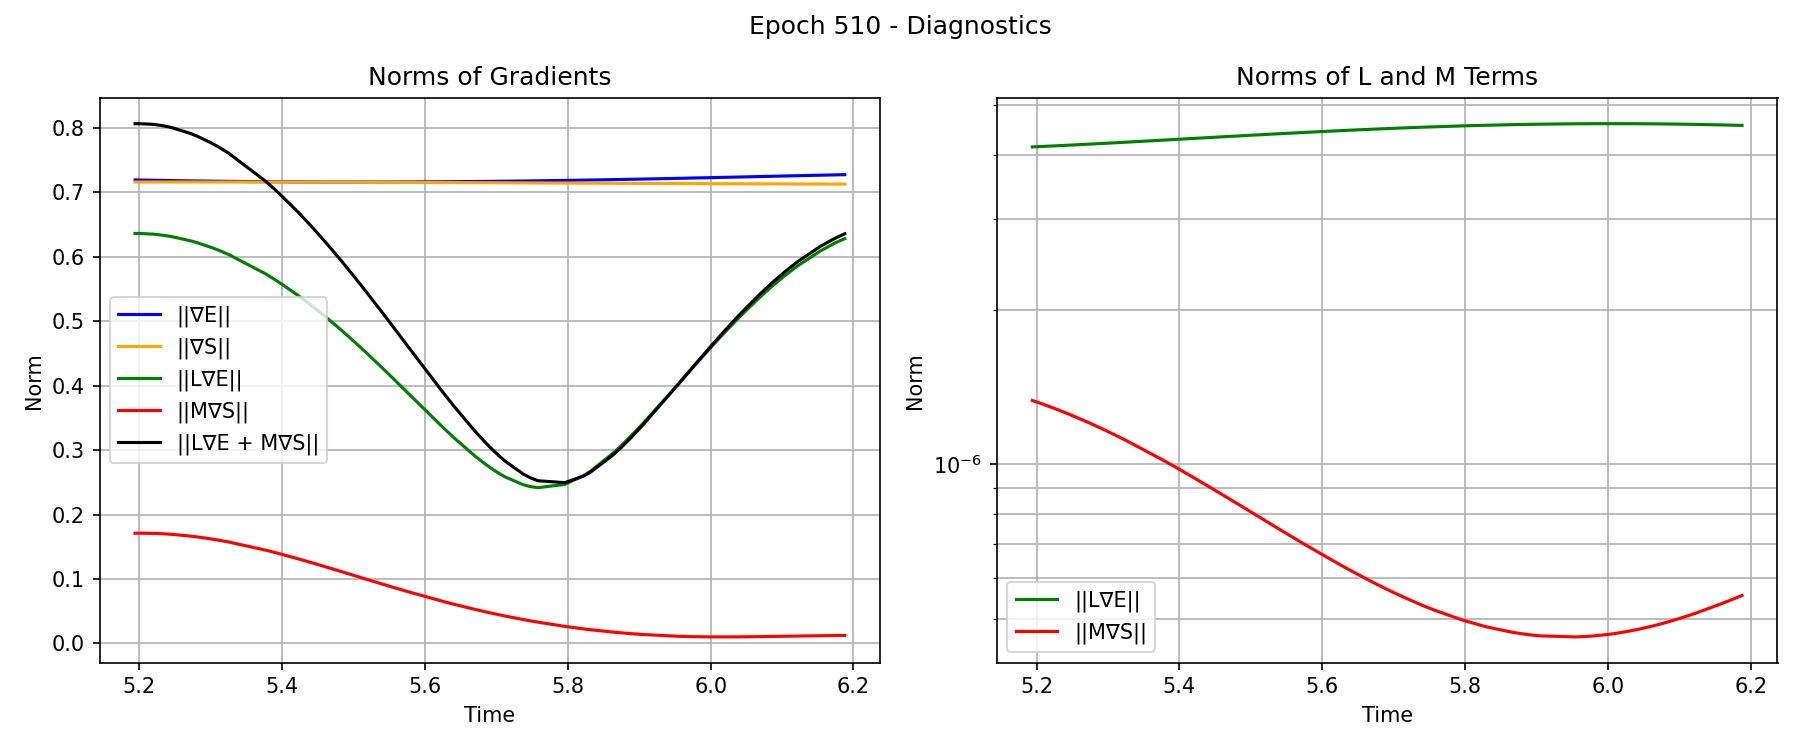 Epoch 510 - Diagnostics
Norms of Gradients
Norm
0.8
0.7
0.6
0.5
0.4
0.3
0.2
0.1
0.0
||∇E||
||∇S||
||L∇E||
||M∇S||
||L∇E + M∇S||
5.2 5.4 5.6 5.8 6.0 6.2
Time
Norms of L and M Terms
Norm
10⁻⁶
||L∇E||
||M∇S||
5.2 5.4 5.6 5.8 6.0 6.2
Time